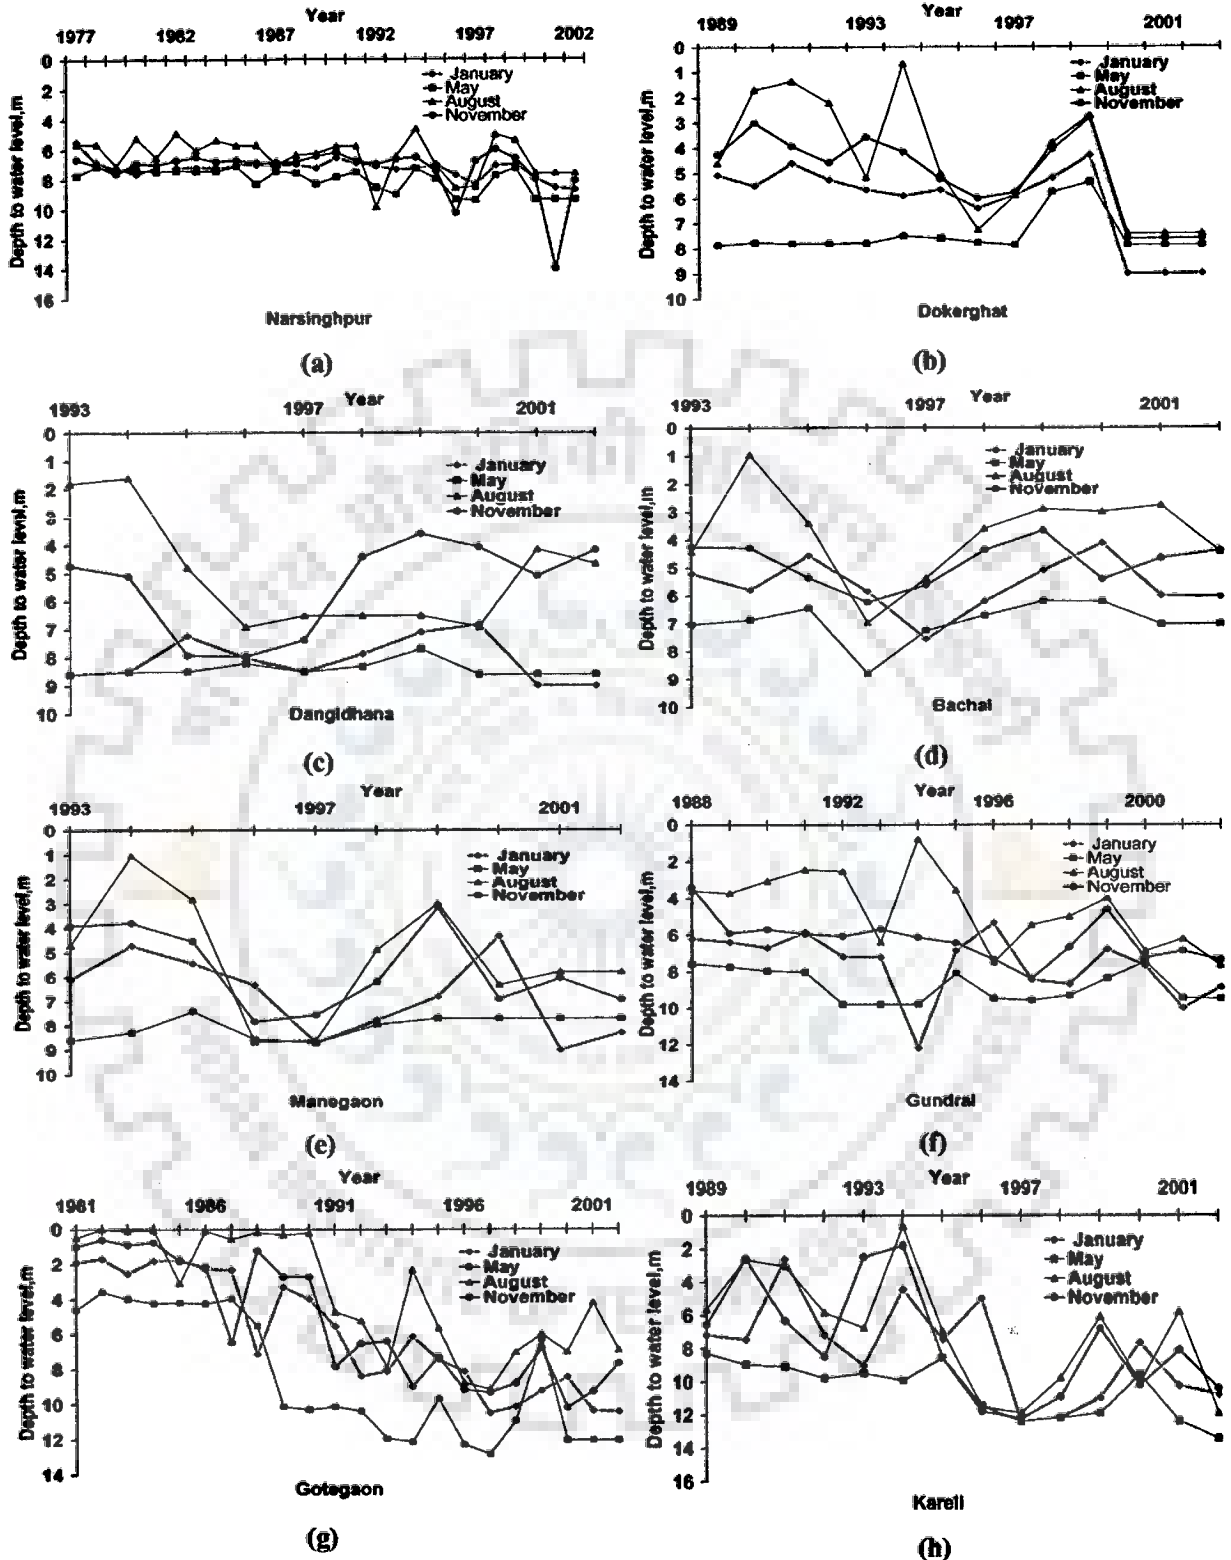 Year
1977 1982 1987 1992 1997 2002
0
2
4
6
8
10
12
14
16
Depth to water level,m
January
May
August
November
Narsinghpur
(a)
Year
1989 1993 1997 2001
0
1
2
3
4
5
6
7
8
9
10
Depth to water level,m
January
May
August
November
Dokerghat
(b)
Year
1993 1997 2001
0
1
2
3
4
5
6
7
8
9
10
Depth to water level,m
January
May
August
November
Dangidhana
(c)
Year
1993 1997 2001
0
1
2
3
4
5
6
7
8
9
10
Depth to water level,m
January
May
August
November
Bachai
(d)
Year
1993 1997 2001
0
1
2
3
4
5
6
7
8
9
10
Depth to water level,m
January
May
August
November
Manegaon
(e)
Year
1988 1992 1996 2000
0
2
4
6
8
10
12
14
Depth to water level,m
January
May
August
November
Gundrai
(f)
Year
1981 1986 1991 1996 2001
0
2
4
6
8
10
12
14
Depth to water level,m
January
May
August
November
Gotegaon
(g)
Year
1989 1993 1997 2001
0
2
4
6
8
10
12
14
16
Depth to water level,m
January
May
August
November
Kareli
(h)